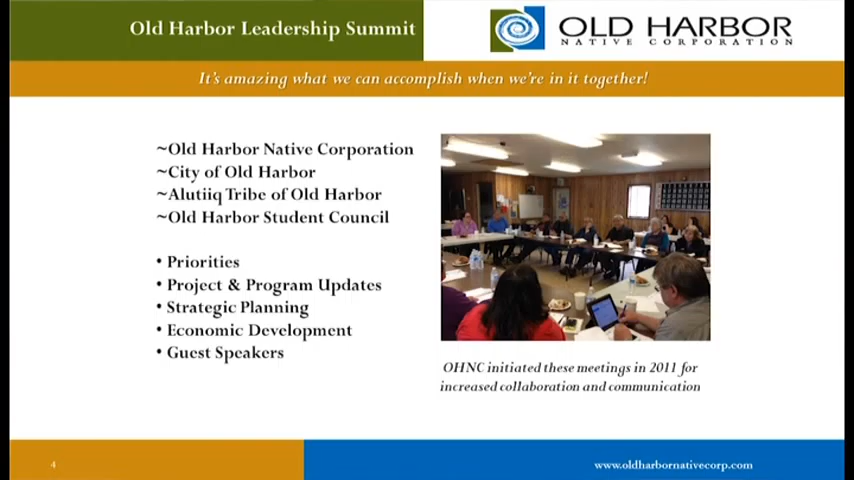 Old Harbor Leadership Summit
OLD HARBOR
NATIVE CORPORATION
It's amazing what we can accomplish when we're in it together!
~Old Harbor Native Corporation
~City of Old Harbor
~Alutiiq Tribe of Old Harbor
~Old Harbor Student Council
• Priorities
• Project & Program Updates
• Strategic Planning
• Economic Development
• Guest Speakers
OHNC initiated these meetings in 2011 for
increased collaboration and communication
4
www.oldharbornativecorp.com